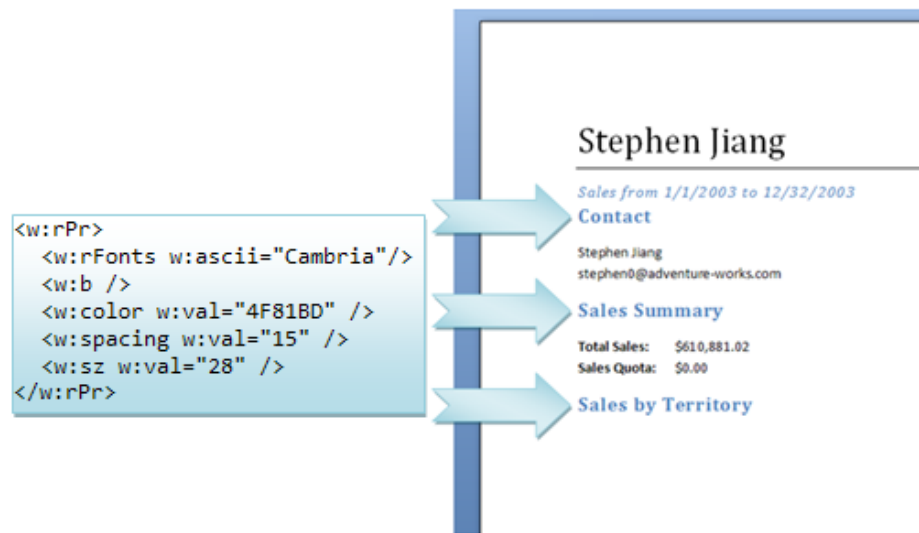 <w:rPr>
<w:rFonts w:ascii="Cambria"/>
<w:b />
<w:color w:val="4F81BD" />
<w:spacing w:val="15" />
<w:sz w:val="28" />
</w:rPr>
Stephen Jiang
Sales from 1/1/2003 to 12/32/2003
Contact
Stephen Jiang
stephen0@adventure-works.com
Sales Summary
Total Sales: $610,881.02
Sales Quota: $0.00
Sales by Territory